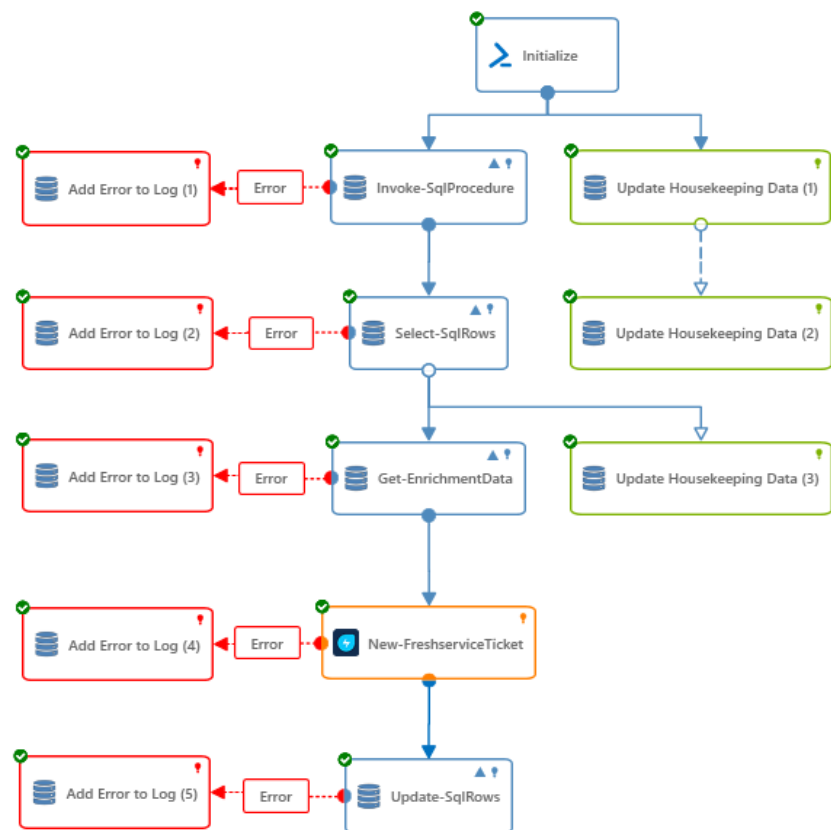 Initialize
Add Error to Log (1)
Error
Invoke-SqlProcedure
Update Housekeeping Data (1)
Add Error to Log (2)
Error
Select-SqlRows
Update Housekeeping Data (2)
Add Error to Log (3)
Error
Get-EnrichmentData
Update Housekeeping Data (3)
Add Error to Log (4)
Error
New-FreshserviceTicket
Add Error to Log (5)
Error
Update-SqlRows